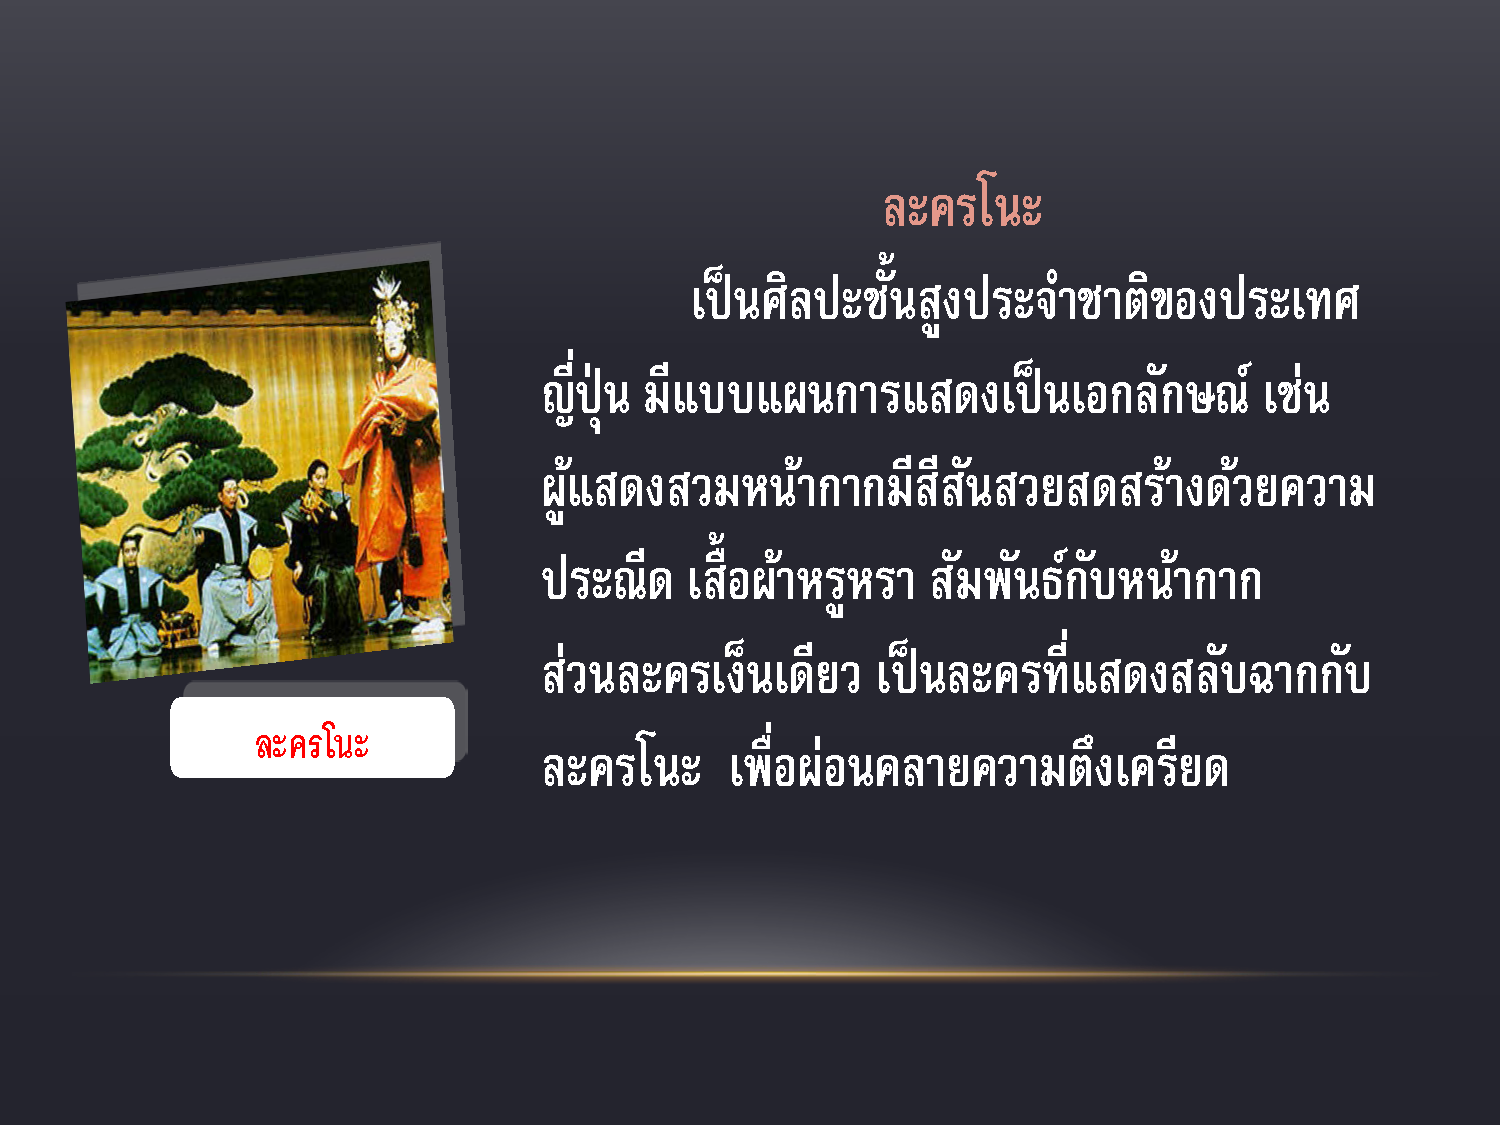 ละครโนะ
เป็นศิลปะชั้นสูงประจำชาติของประเทศ
ญี่ปุ่น มีแบบแผนการแสดงเป็นเอกลักษณ์ เช่น
ผู้แสดงสวมหน้ากากมีสีสันสวยสดสร้างด้วยความ
ประณีด เสื้อผ้าหรูหรา สัมพันธ์กับหน้ากาก
ส่วนละครเง็นเดียว เป็นละครที่แสดงสลับฉากกับ
ละครโนะ เพื่อผ่อนคลายความตึงเครียด
ละครโนะ